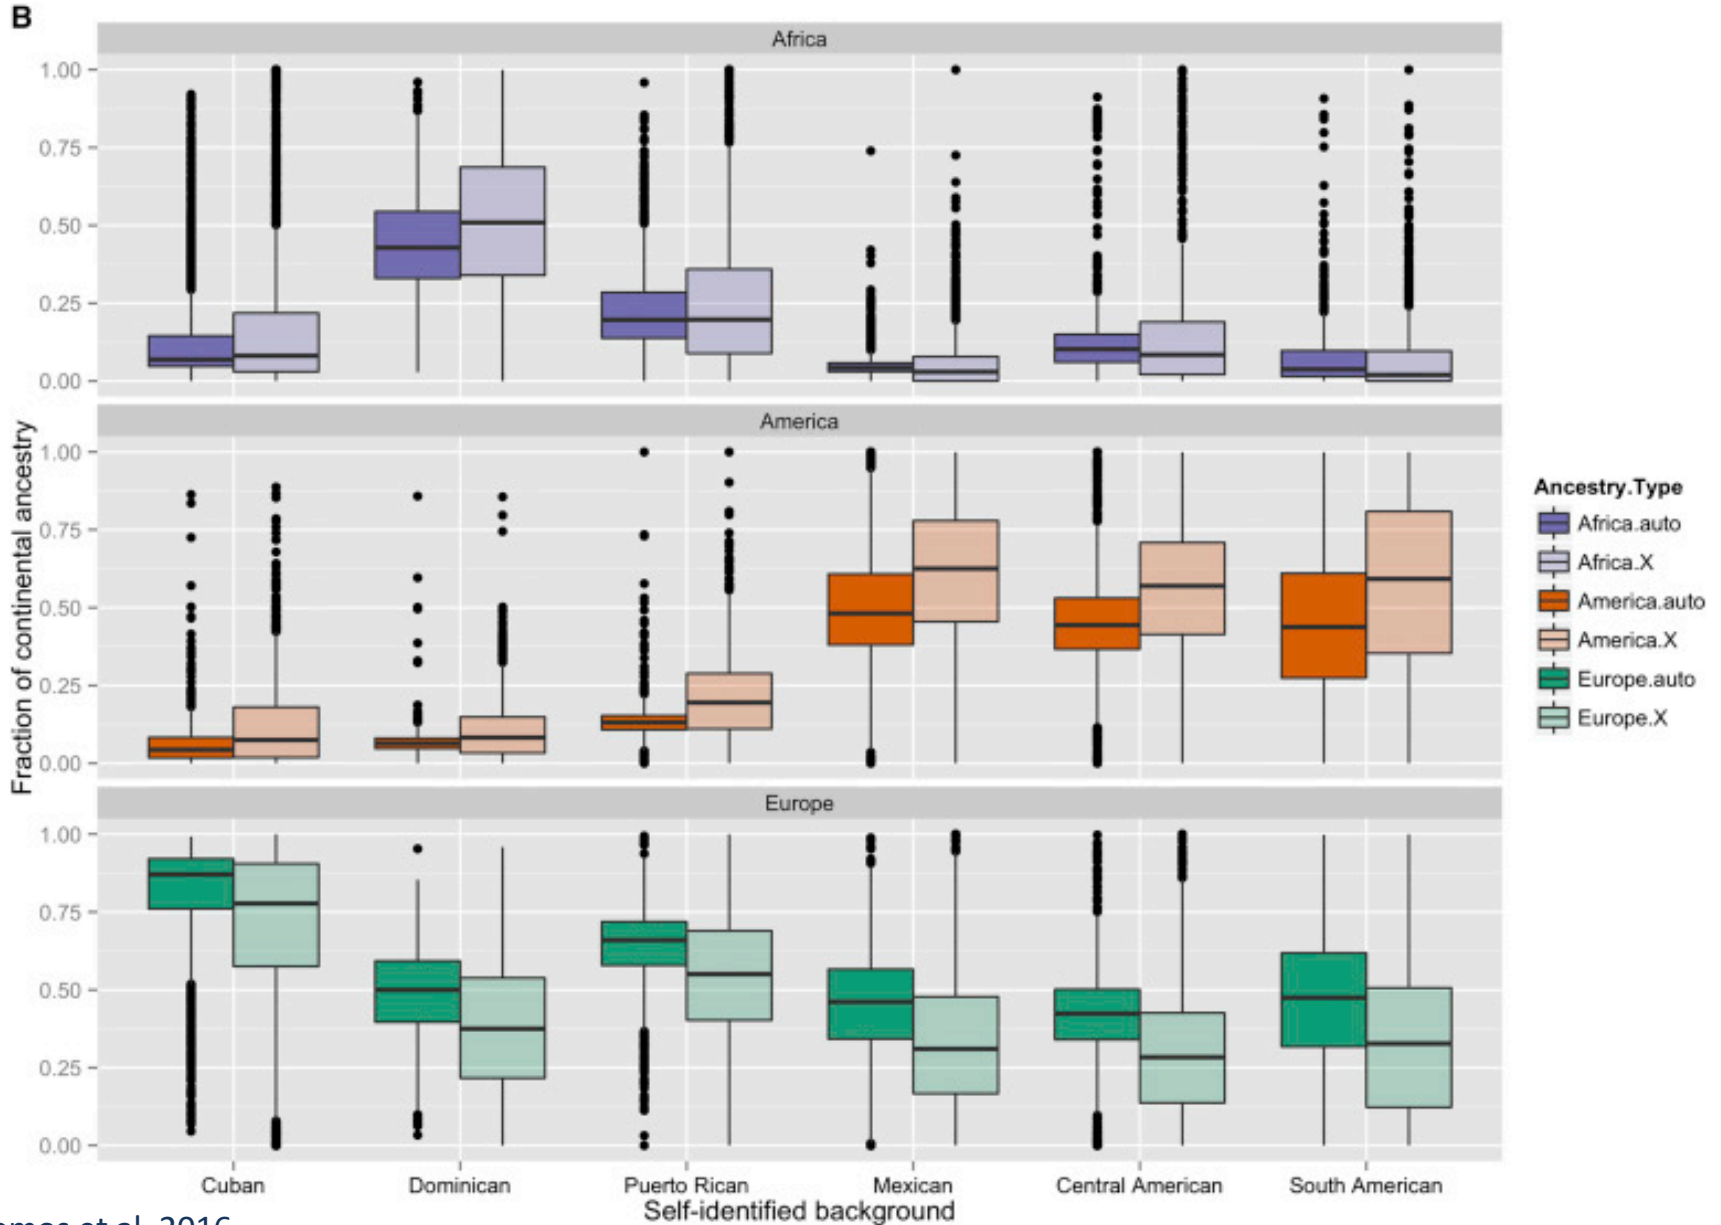 B
Africa
1.00
0.75
0.50
0.25
0.00
America
1.00
0.75
0.50
0.25
0.00
Europe
1.00
0.75
0.50
0.25
0.00
Fraction of continental ancestry
Cuban Dominican Puerto Rican Mexican Central American South American
Self-identified background
Ancestry.Type
Africa.auto
Africa.X
America.auto
America.X
Europe.auto
Europe.X
et al. 2016